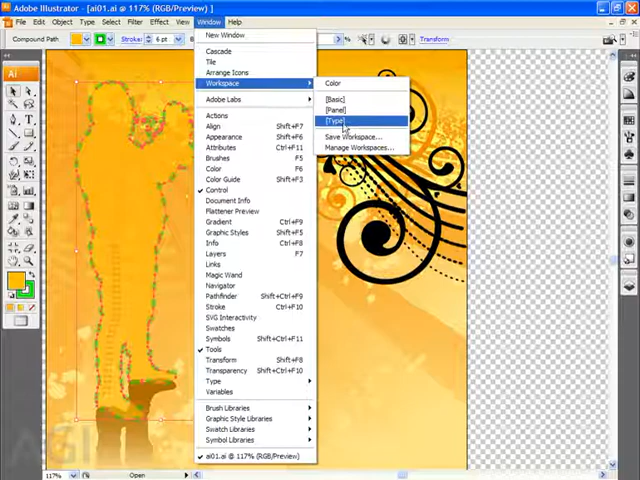 Adobe Illustrator - [ai01.ai @ 117% (RGB/Preview) ]
File Edit Object Type Select Filter Effect View Window Help
Compound Path Stroke: 6 pt % Transform
Ai
New Window
Cascade
Tile
Arrange Icons
Workspace
Adobe Labs
Actions
Align Shift+F7
Appearance Shift+F6
Attributes Ctrl+F11
Brushes F5
Color F6
Color Guide Shift+F3
Control
Document Info
Flattener Preview
Gradient Ctrl+F9
Graphic Styles Shift+F5
Info Ctrl+F8
Layers F7
Links
Magic Wand
Navigator
Pathfinder Shift+Ctrl+F9
Stroke Ctrl+F10
SVG Interactivity
Swatches
Symbols Shift+Ctrl+F11
Tools
Transform Shift+F8
Transparency Shift+Ctrl+F10
Type
Variables
Brush Libraries
Graphic Style Libraries
Swatch Libraries
Symbol Libraries
ai01.ai @ 117% (RGB/Preview)
Color
[Basic]
[Panel]
[Type]
Save Workspace...
Manage Workspaces...
AGI
117% Open